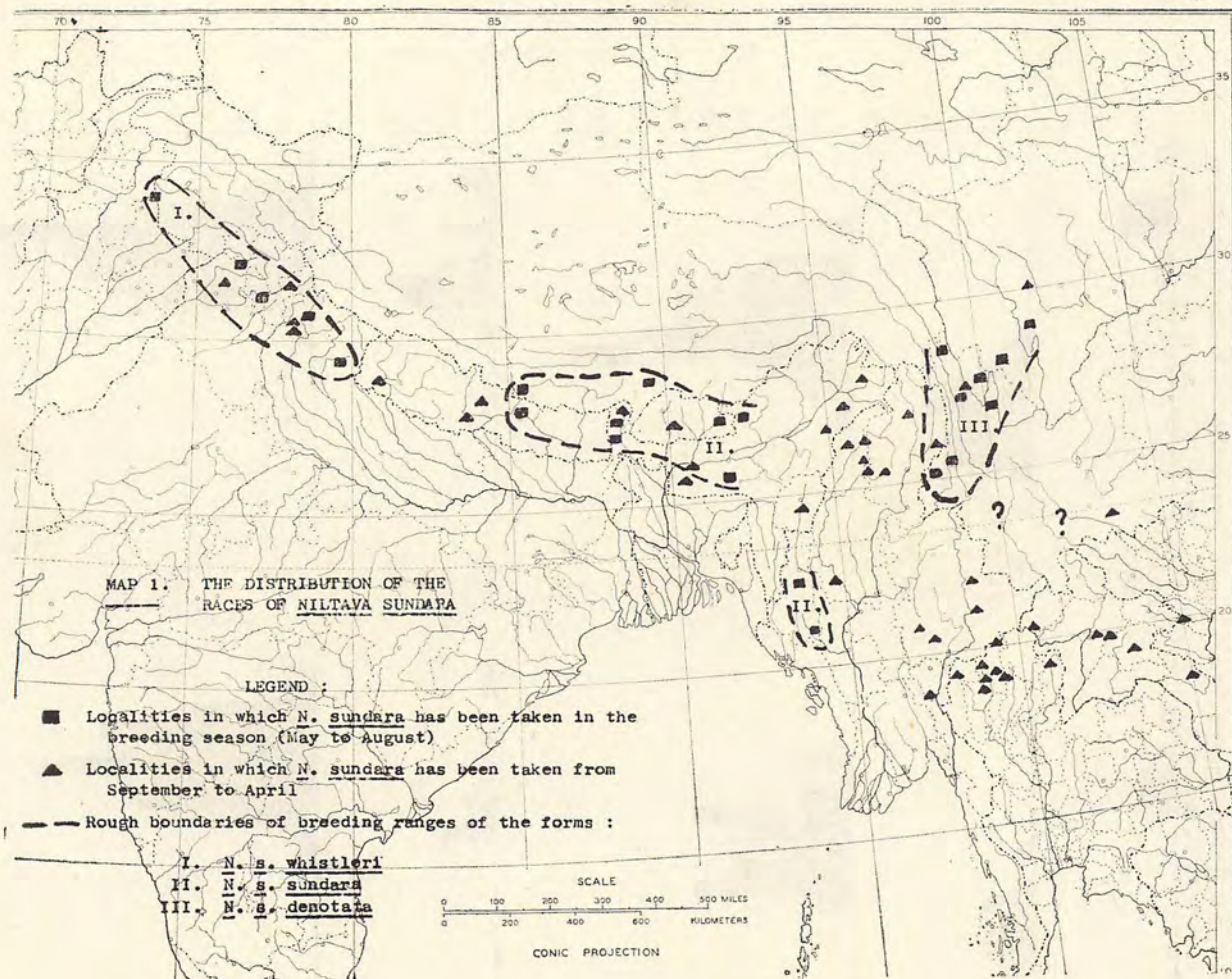 70 75 80 85 90 95 100 105
35
30
25
20
10
I.
II.
III.
? ?
II.
MAP 1. THE DISTRIBUTION OF THE
RACES OF NILTAVA SUNDARA
LEGEND :
Localities in which N. sundara has been taken in the
breeding season (May to August)
Localities in which N. sundara has been taken from
September to April
Rough boundaries of breeding ranges of the forms :
I. N. s. whistleri
II. N. s. sundara
III. N. s. denotata
SCALE
0 100 200 300 400 500 MILES
0 200 400 600 KILOMETERS
CONIC PROJECTION